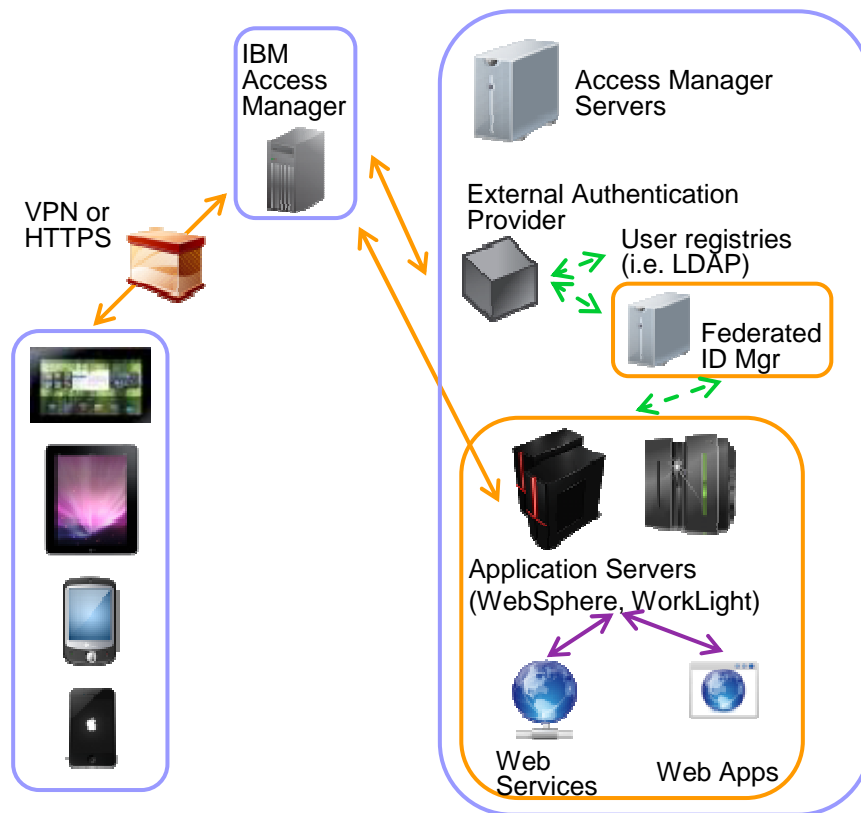 IBM
Access
Manager
VPN or
HTTPS
Access Manager
Servers
External Authentication
Provider
User registries
(i.e. LDAP)
Federated
ID Mgr
Application Servers
(WebSphere, WorkLight)
Web
Services
Web Apps